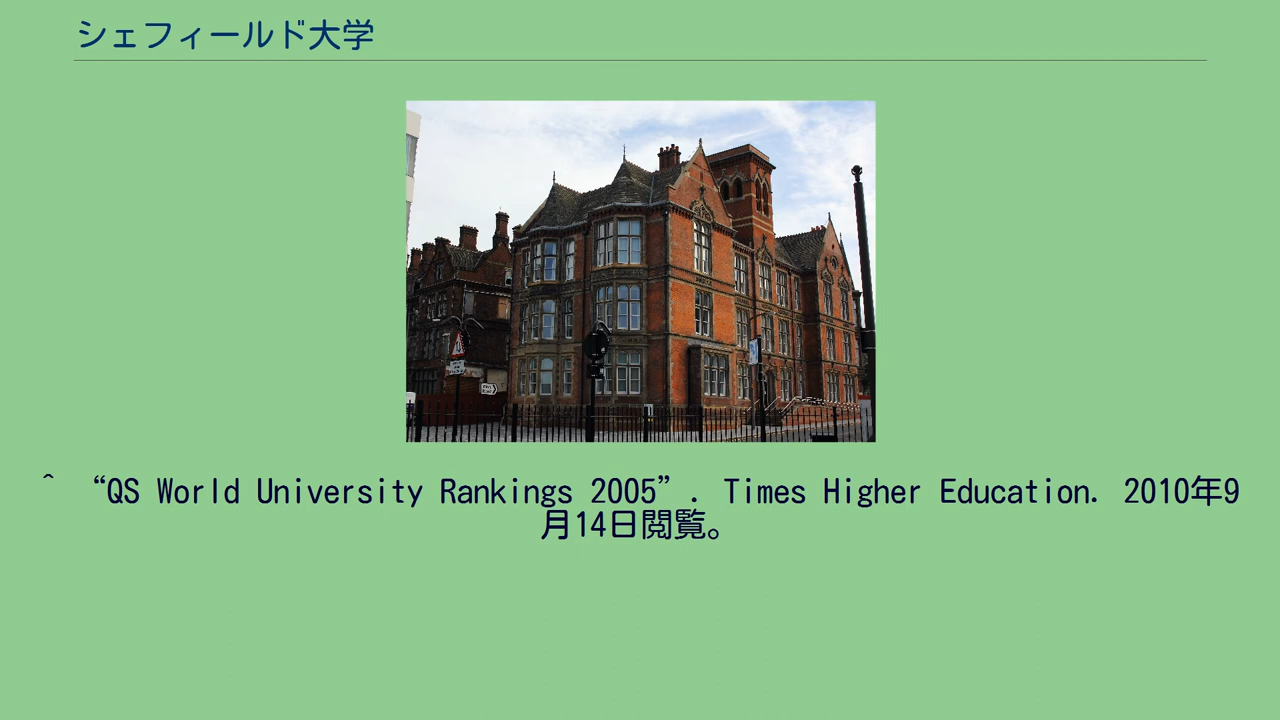 シェフィールド大学
^ “QS World University Rankings 2005”. Times Higher Education. 2010年9
月14日閲覧。